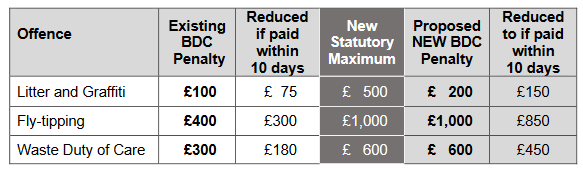 Offence Existing BDC Penalty Reduced if paid within 10 days New Statutory Maximum Proposed NEW BDC Penalty Reduced to if paid within 10 days
Litter and Graffiti £100 £ 75 £ 500 £ 200 £150
Fly-tipping £400 £300 £1,000 £1,000 £850
Waste Duty of Care £300 £180 £ 600 £ 600 £450